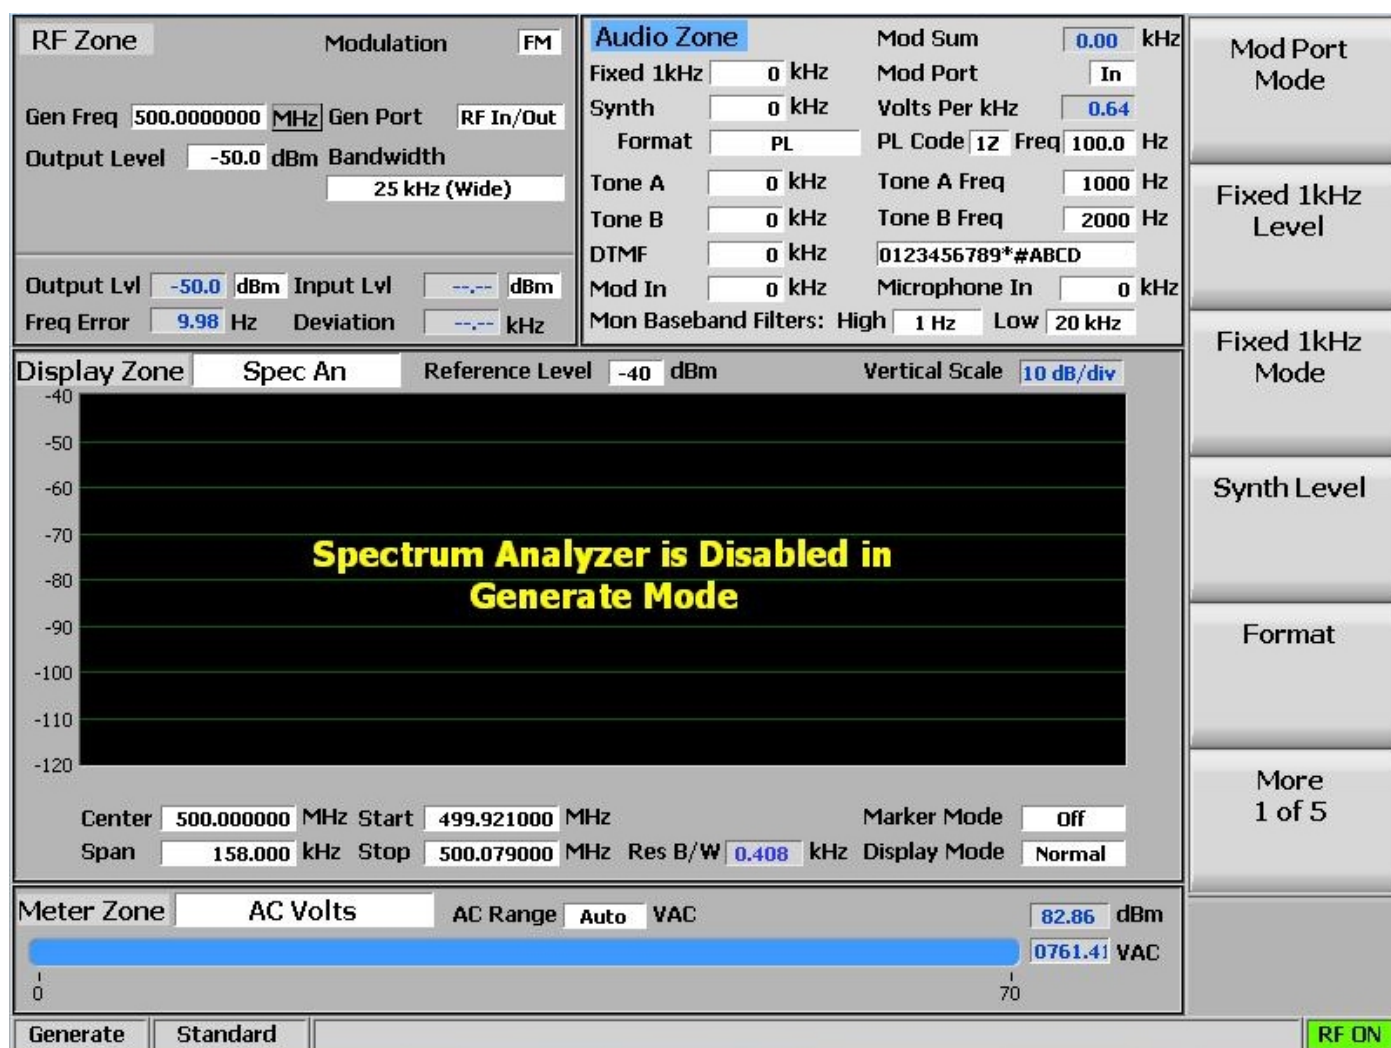 RF Zone
Modulation FM
Gen Freq 500.0000000 MHz Gen Port RF In/Out
Output Level -50.0 dBm Bandwidth
25 kHz (Wide)
Output Lvl -50.0 dBm Input Lvl --.-- dBm
Freq Error 9.98 Hz Deviation --.-- kHz
Audio Zone Mod Sum 0.00 kHz
Fixed 1kHz 0 kHz Mod Port In
Synth 0 kHz Volts Per kHz 0.64
Format PL PL Code 1Z Freq 100.0 Hz
Tone A 0 kHz Tone A Freq 1000 Hz
Tone B 0 kHz Tone B Freq 2000 Hz
DTMF 0 kHz 0123456789*#ABCD
Mod In 0 kHz Microphone In 0 kHz
Mon Baseband Filters: High 1 Hz Low 20 kHz
Display Zone Spec An Reference Level -40 dBm Vertical Scale 10 dB/div
-40
-50
-60
-70
-80
-90
-100
-110
-120
Spectrum Analyzer is Disabled in
Generate Mode
Center 500.000000 MHz Start 499.921000 MHz Marker Mode Off
Span 158.000 kHz Stop 500.079000 MHz Res B/W 0.408 kHz Display Mode Normal
Meter Zone AC Volts AC Range Auto VAC 82.86 dBm
0761.41 VAC
0 70
Generate Standard RF ON
Mod Port
Mode
Fixed 1kHz
Level
Fixed 1kHz
Mode
Synth Level
Format
More
1 of 5